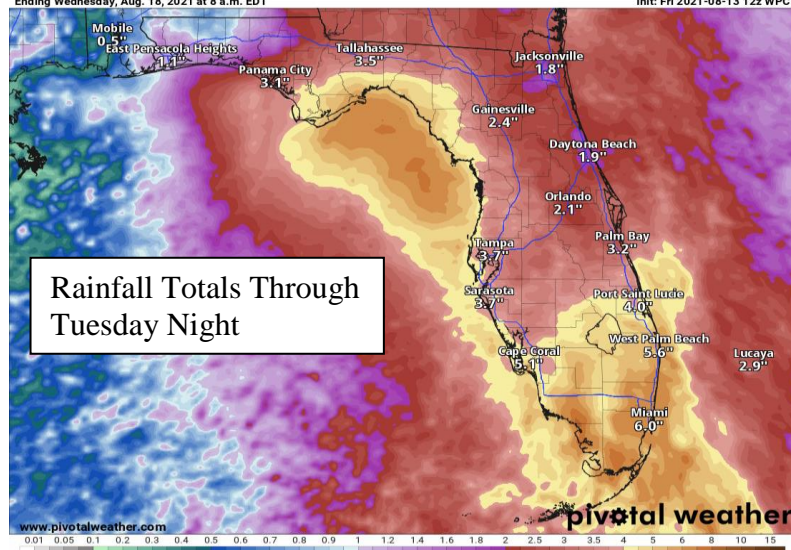 Ending Wednesday, Aug. 18, 2021 at 8 a.m. EDT
Init: Fri 2021-08-13 12z WPC
Mobile
0.5"
East Pensacola Heights
1.1"
Tallahassee
3.5"
Jacksonville
1.8"
Panama City
3.1"
Gainesville
2.4"
Daytona Beach
1.9"
Orlando
2.1"
Tampa
3.7"
Palm Bay
3.2"
Rainfall Totals Through
Tuesday Night
Sarasota
3.7"
Port Saint Lucie
4.0"
Cape Coral
5.1"
West Palm Beach
5.6"
Lucaya
2.9"
Miami
6.0"
www.pivotalweather.com
pivotal weather
0.01 0.05 0.1 0.2 0.3 0.4 0.5 0.6 0.7 0.8 0.9 1 1.2 1.4 1.6 1.8 2 2.5 3 3.5 4 5 6 8 10 15